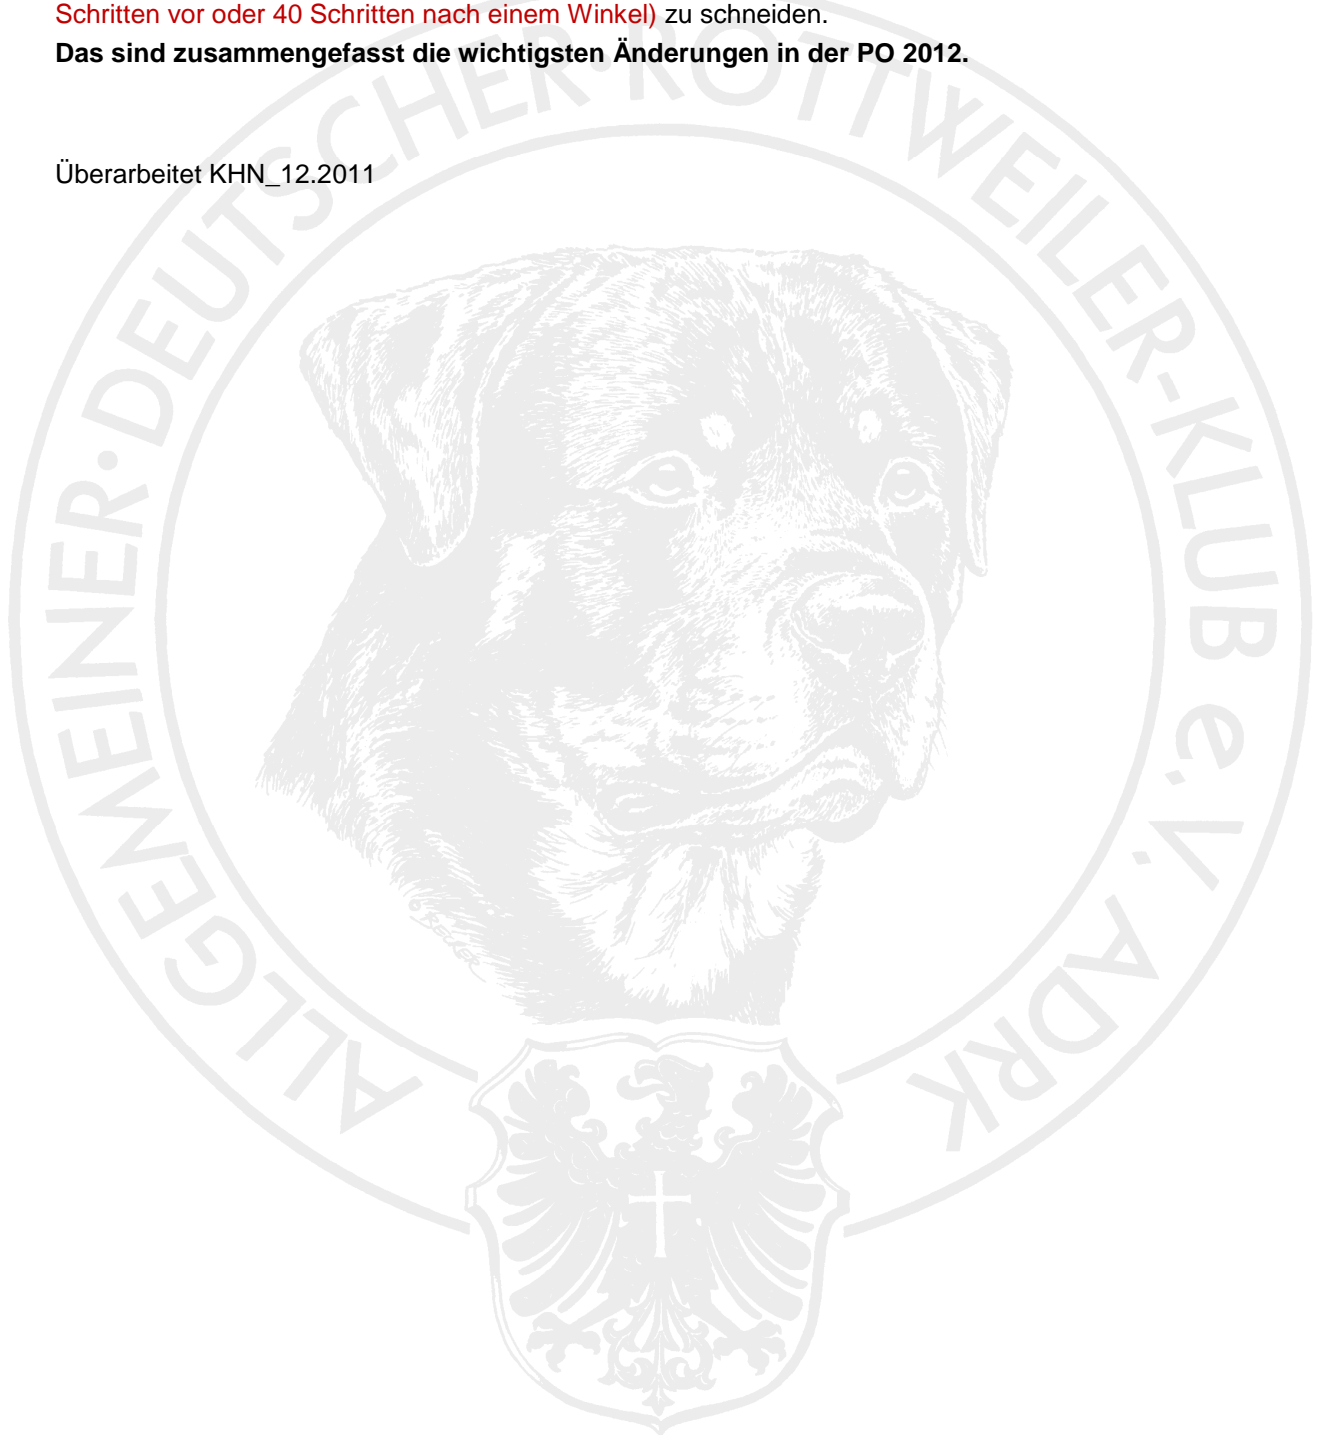 Schritten vor oder 40 Schritten nach einem Winkel) zu schneiden.
Das sind zusammengefasst die wichtigsten Änderungen in der PO 2012.
Überarbeitet KHN_12.2011
ALLGEMEINER·DEUTSCHER·ROTTWEILER-KLUB e.V. ADRK